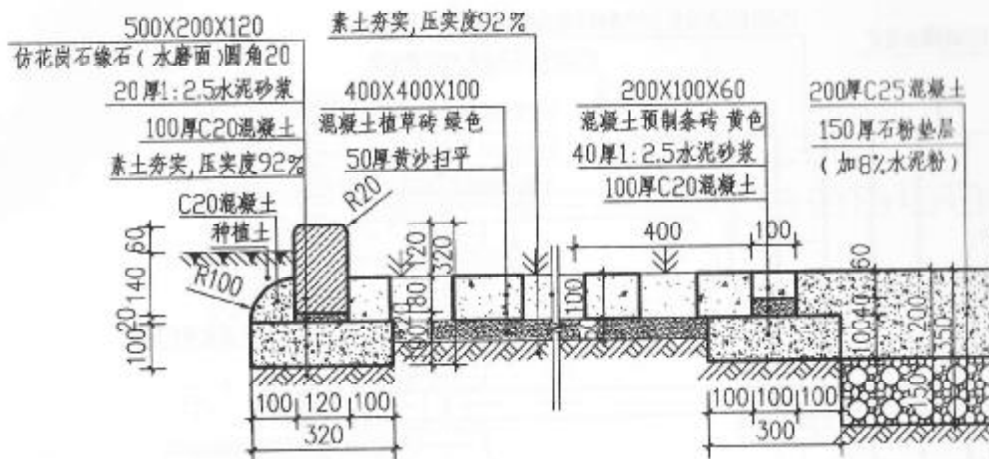 500X200X120
仿花岗石缘石(水磨面)圆角20
20厚1:2.5水泥砂浆
100厚C20混凝土
素土夯实,压实度92%
C20混凝土
种植土
R100
R20
素土夯实,压实度92%
400X400X100
混凝土植草砖 绿色
50厚黄沙扫平
200X100X60
混凝土预制条砖 黄色
40厚1:2.5水泥砂浆
100厚C20混凝土
200厚C25混凝土
150厚石粉垫层
(加8%水泥粉)
60
140
20
100
120
320
180
400
100
100
60
40
100
200
350
150
100
120
100
320
100
100
100
300